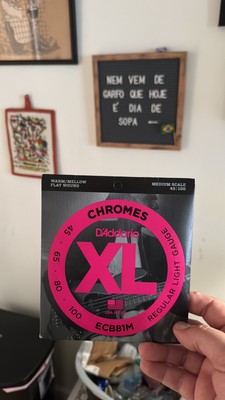 NEM VEM DE
GARFO QUE HOJE
É DIA DE
SOPA
WARM/MELLOW
FLAT WOUND
MEDIUM SCALE
45/100
CHROMES
D'Addario
XL
45 • 65 • 80 • 100
ECB81M
REGULAR LIGHT GAUGE